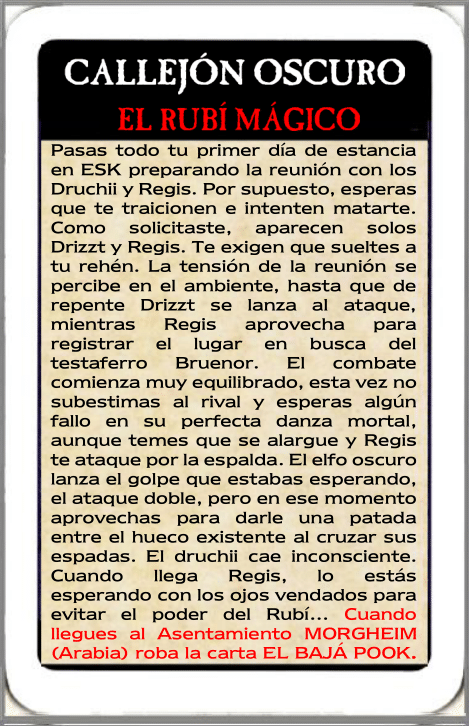 CALLEJÓN OSCURO
EL RUBÍ MÁGICO
Pasas todo tu primer día de estancia
en ESK preparando la reunión con los
Druchii y Regis. Por supuesto, esperas
que te traicionen e intenten matarte.
Como solicitaste, aparecen solos
Drizzt y Regis. Te exigen que sueltes a
tu rehén. La tensión de la reunión se
percibe en el ambiente, hasta que de
repente Drizzt se lanza al ataque,
mientras Regis aprovecha para
registrar el lugar en busca del
testaferro Bruenor. El combate
comienza muy equilibrado, esta vez no
subestimas al rival y esperas algún
fallo en su perfecta danza mortal,
aunque temes que se alargue y Regis
te ataque por la espalda. El elfo oscuro
lanza el golpe que estabas esperando,
el ataque doble, pero en ese momento
aprovechas para darle una patada
entre el hueco existente al cruzar sus
espadas. El druchii cae inconsciente.
Cuando llega Regis, lo estás
esperando con los ojos vendados para
evitar el poder del Rubí... Cuando
llegues al Asentamiento MORGHEIM
(Arabia) roba la carta EL BAJÁ POOK.